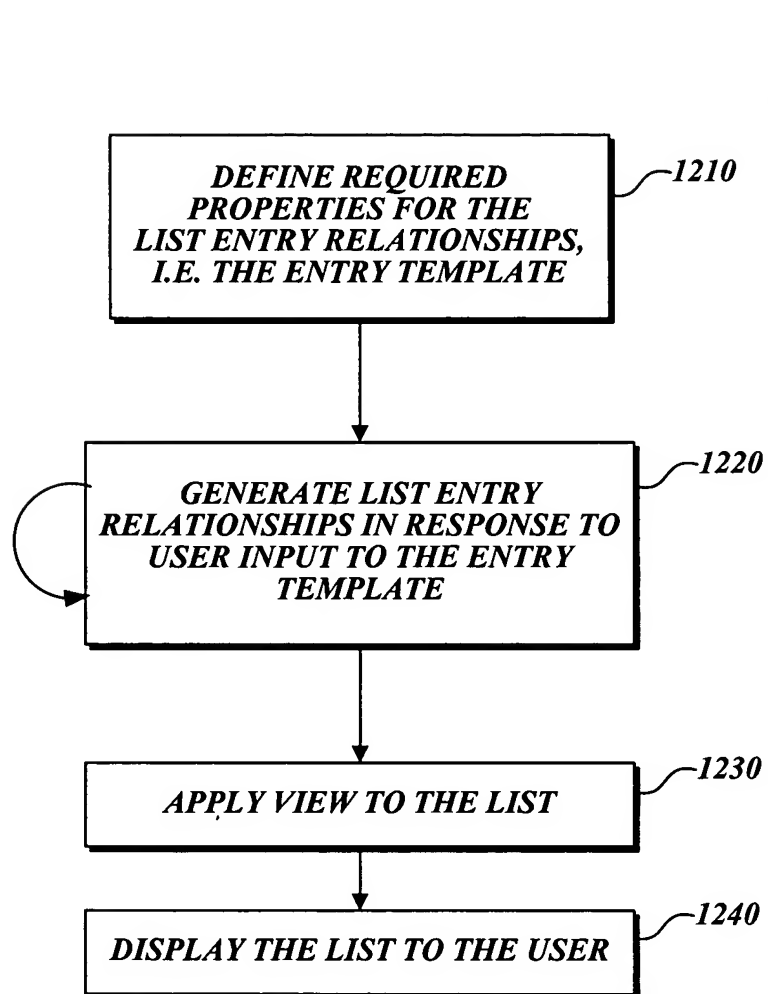 DEFINE REQUIRED
PROPERTIES FOR THE
LIST ENTRY RELATIONSHIPS,
I.E. THE ENTRY TEMPLATE
1210
GENERATE LIST ENTRY
RELATIONSHIPS IN RESPONSE TO
USER INPUT TO THE ENTRY
TEMPLATE
1220
APPLY VIEW TO THE LIST
1230
DISPLAY THE LIST TO THE USER
1240